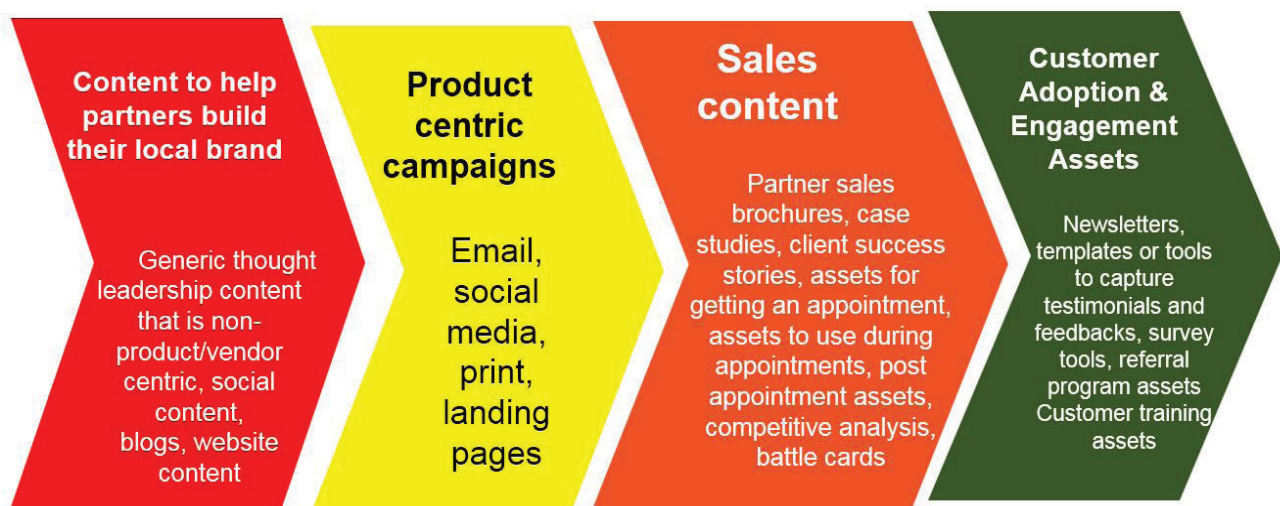 Content to help
partners build
their local brand
Generic thought
leadership content
that is non-
product/vendor
centric, social
content,
blogs, website
content
Product
centric
campaigns
Email,
social
media,
print,
landing
pages
Sales
content
Partner sales
brochures, case
studies, client success
stories, assets for
getting an appointment,
assets to use during
appointments, post
appointment assets,
competitive analysis,
battle cards
Customer
Adoption &
Engagement
Assets
Newsletters,
templates or tools
to capture
testimonials and
feedbacks, survey
tools, referral
program assets
Customer training
assets